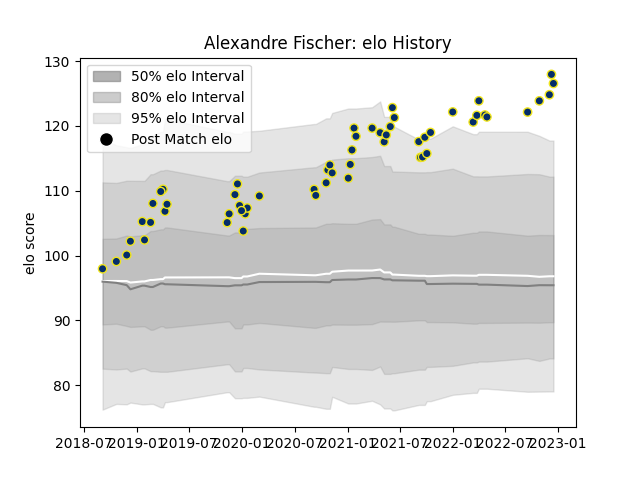 Alexandre Fischer: elo History
50% elo Interval
80% elo Interval
95% elo Interval
Post Match elo
elo score
130
120
110
100
90
80
2018-07 2019-01 2019-07 2020-01 2020-07 2021-01 2021-07 2022-01 2022-07 2023-01